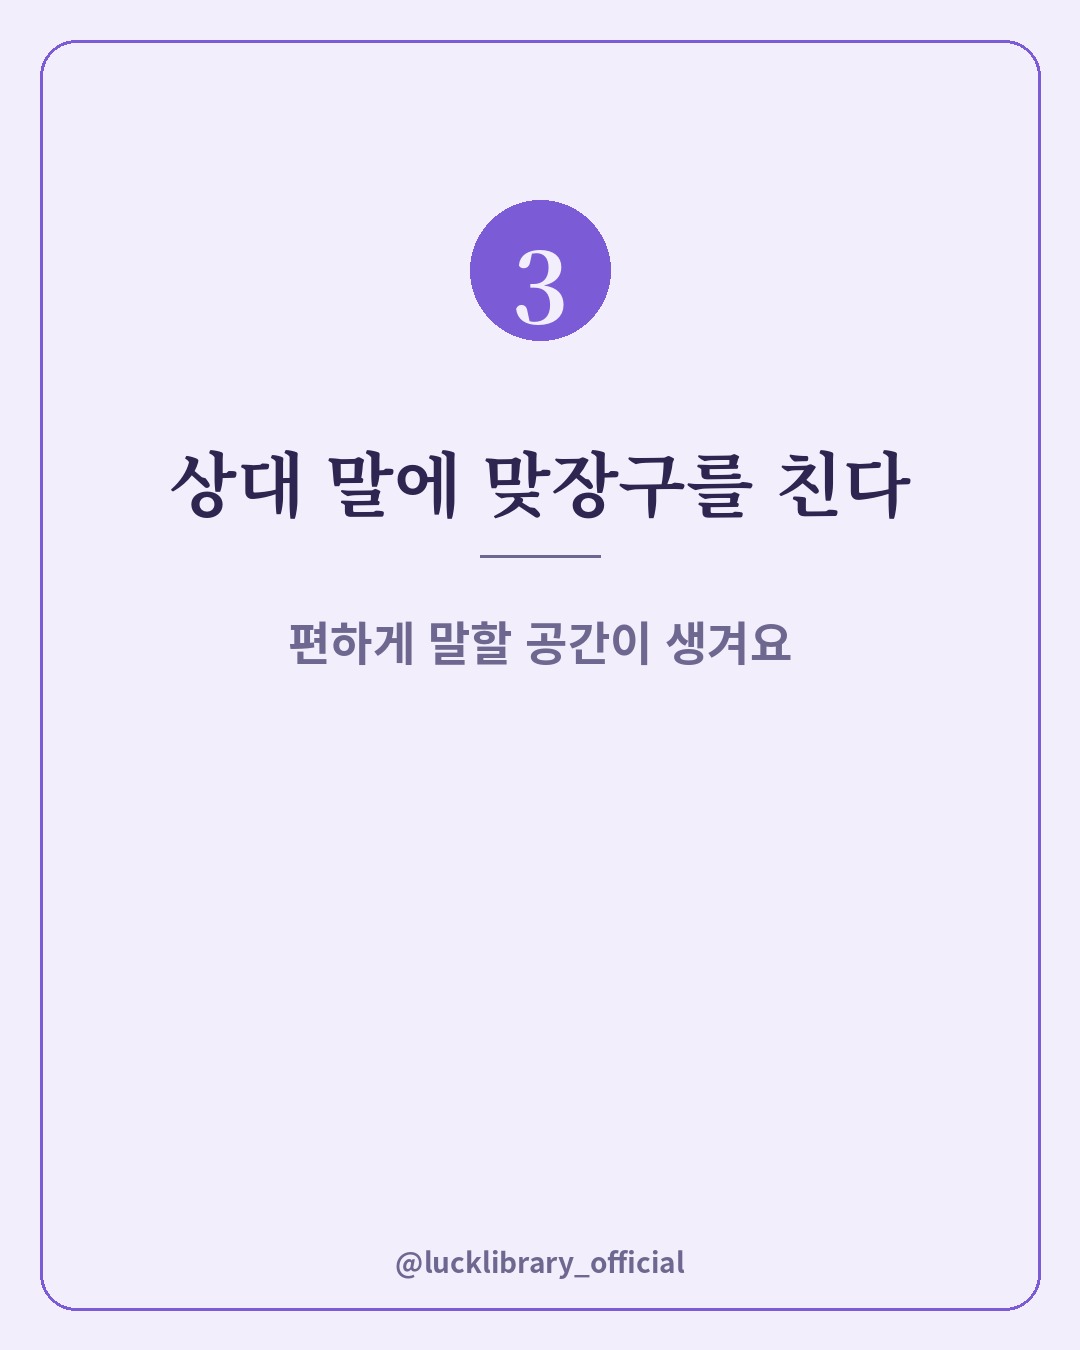 3
상대 말에 맞장구를 친다
편하게 말할 공간이 생겨요
@lucklibrary_official